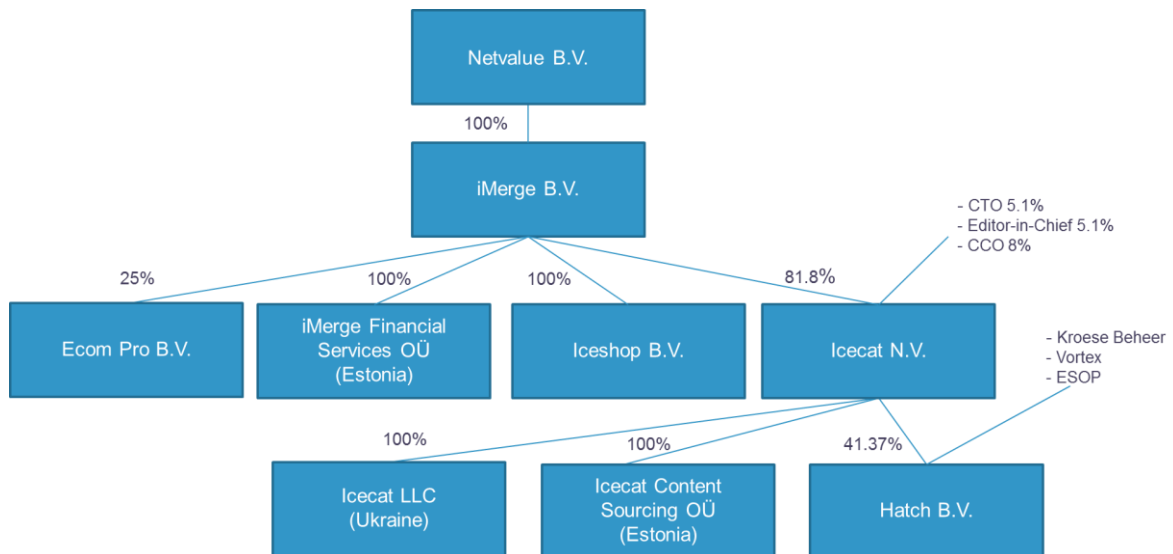 Netvalue B.V.
100%
iMerge B.V.
- CTO 5.1%
- Editor-in-Chief 5.1%
- CCO 8%
25%
100%
100%
81.8%
Ecom Pro B.V.
iMerge Financial
Services OÜ
(Estonia)
Iceshop B.V.
Icecat N.V.
- Kroese Beheer
- Vortex
- ESOP
100%
100%
41.37%
Icecat LLC
(Ukraine)
Icecat Content
Sourcing OÜ
(Estonia)
Hatch B.V.